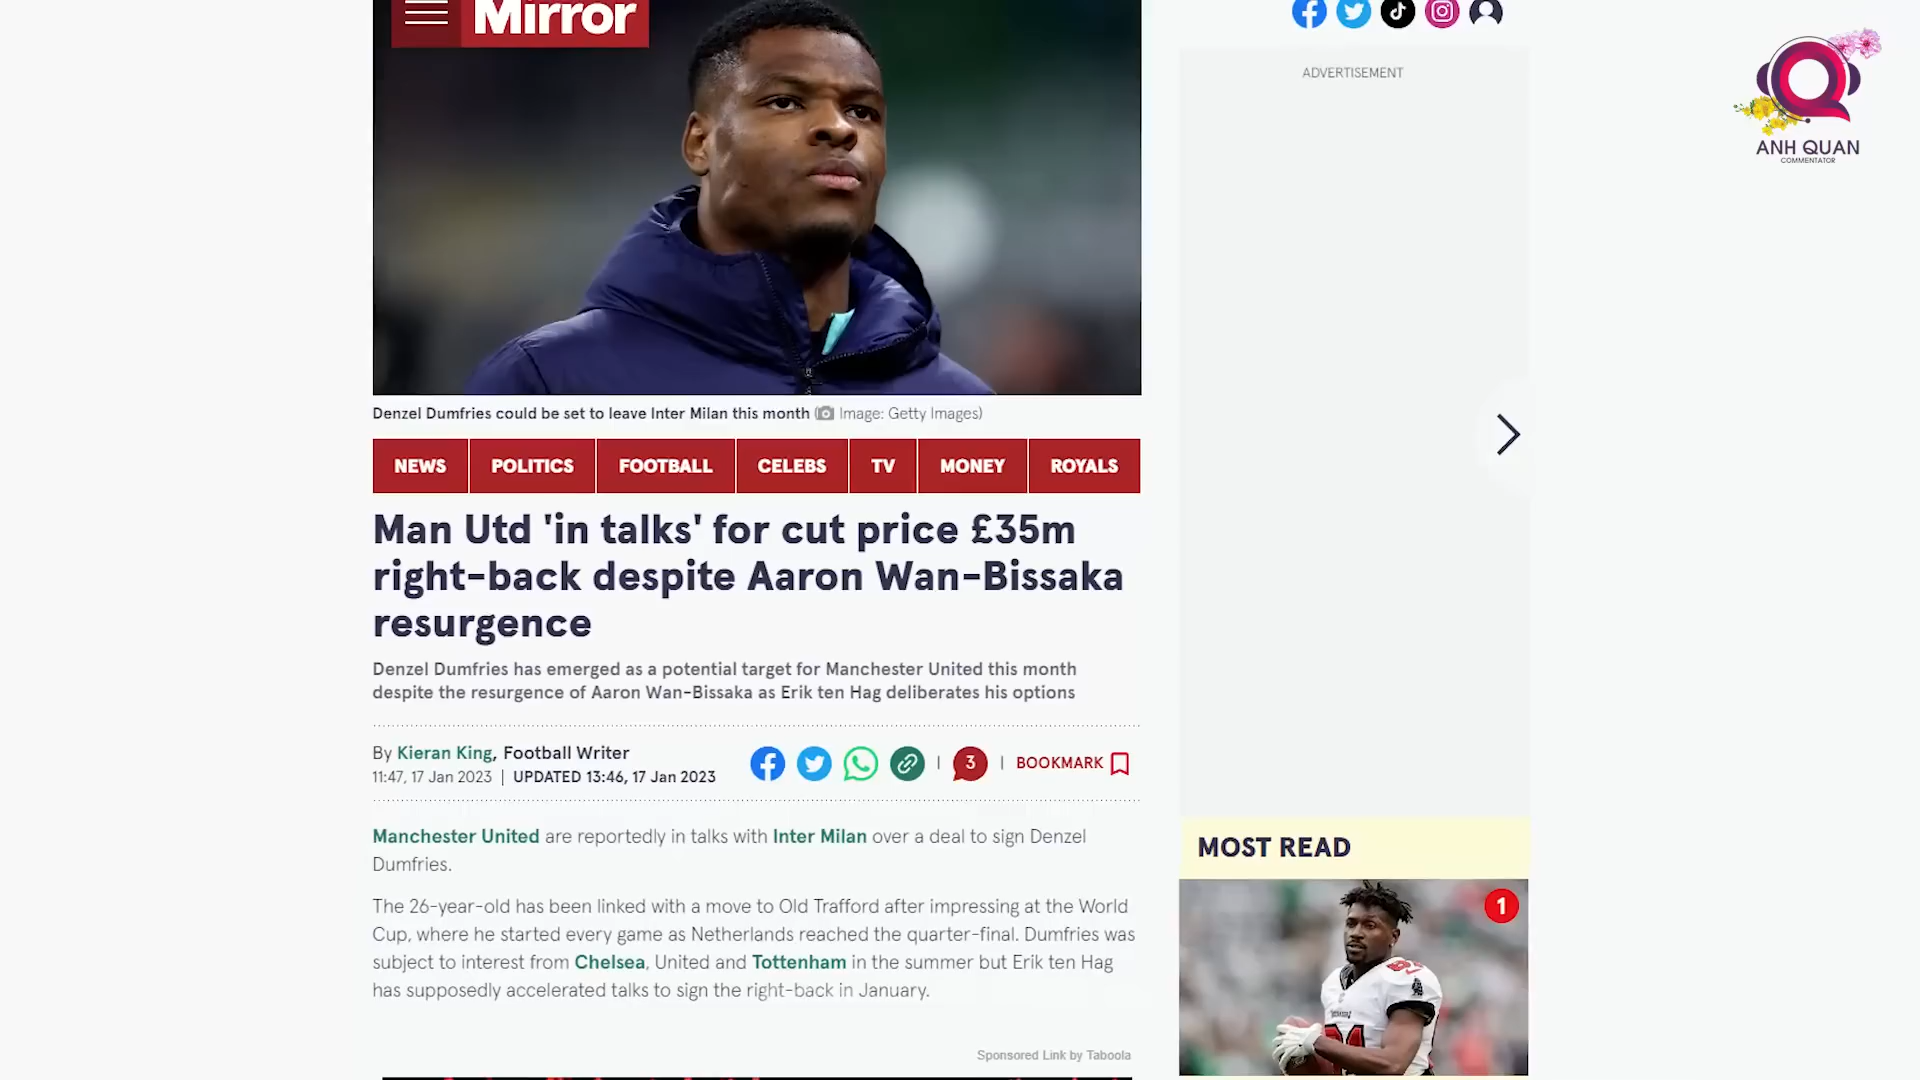 Mirror
ADVERTISEMENT
ANH QUAN
COMMENTATOR
Denzel Dumfries could be set to leave Inter Milan this month ( Image: Getty Images)
NEWS POLITICS FOOTBALL CELEBS TV MONEY ROYALS
Man Utd 'in talks' for cut price £35m
right-back despite Aaron Wan-Bissaka
resurgence
Denzel Dumfries has emerged as a potential target for Manchester United this month
despite the resurgence of Aaron Wan-Bissaka as Erik ten Hag deliberates his options
By Kieran King, Football Writer
11:47, 17 Jan 2023 | UPDATED 13:46, 17 Jan 2023
| 3 | BOOKMARK
Manchester United are reportedly in talks with Inter Milan over a deal to sign Denzel
Dumfries.
The 26-year-old has been linked with a move to Old Trafford after impressing at the World
Cup, where he started every game as Netherlands reached the quarter-final. Dumfries was
subject to interest from Chelsea, United and Tottenham in the summer but Erik ten Hag
has supposedly accelerated talks to sign the right-back in January.
Sponsored Link by Taboola
MOST READ
1